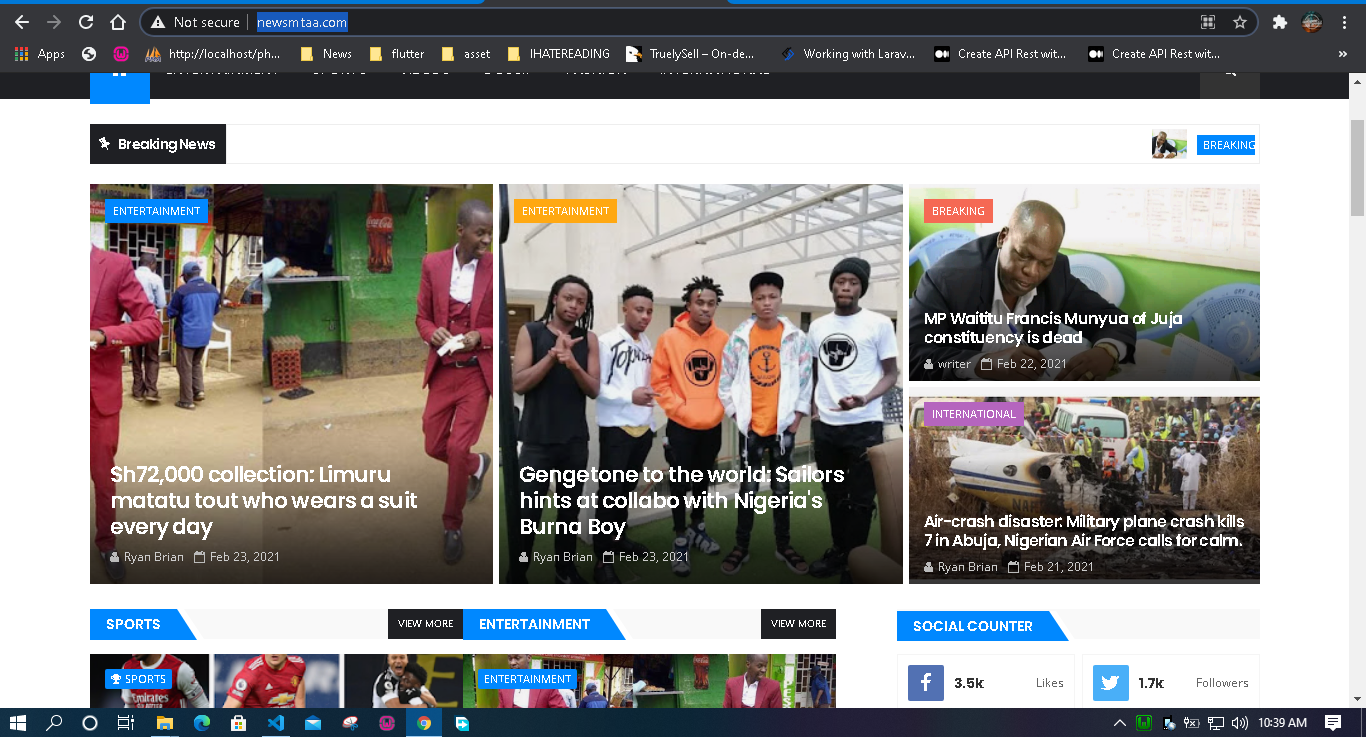 Not secure
newsmtaa.com
Apps
http://localhost/ph...
News
flutter
asset
IHATEREADING
TruelySell – On-de...
Working with Larav...
Create API Rest wit...
Create API Rest wit...
»
Breaking News
BREAKING
ENTERTAINMENT
Sh72,000 collection: Limuru
matatu tout who wears a suit
every day
Ryan Brian Feb 23, 2021
ENTERTAINMENT
Gengetone to the world: Sailors
hints at collabo with Nigeria's
Burna Boy
Ryan Brian Feb 23, 2021
BREAKING
MP Waititu Francis Munyua of Juja
constituency is dead
writer Feb 22, 2021
INTERNATIONAL
Air-crash disaster: Military plane crash kills
7 in Abuja, Nigerian Air Force calls for calm.
Ryan Brian Feb 21, 2021
SPORTS
VIEW MORE
ENTERTAINMENT
VIEW MORE
SOCIAL COUNTER
SPORTS
ENTERTAINMENT
3.5k Likes
1.7k Followers
10:39 AM